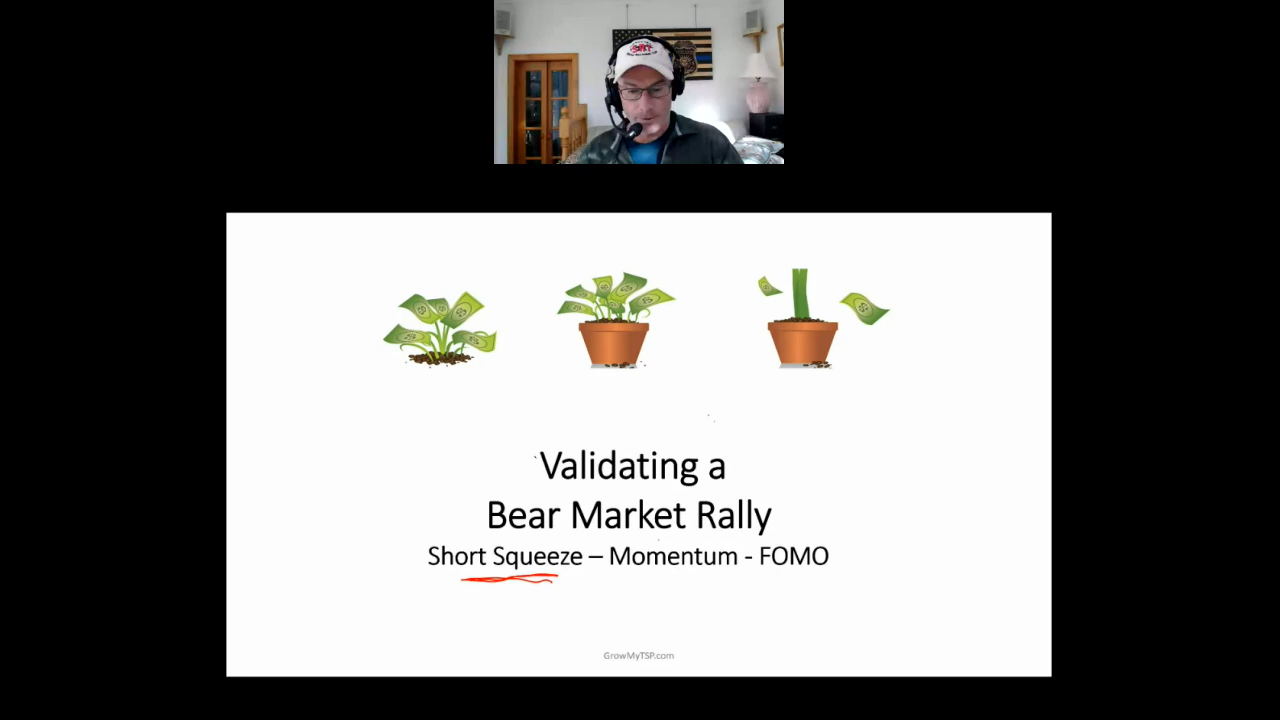 Validating a
Bear Market Rally
Short Squeeze – Momentum - FOMO
GrowMyTSP.com